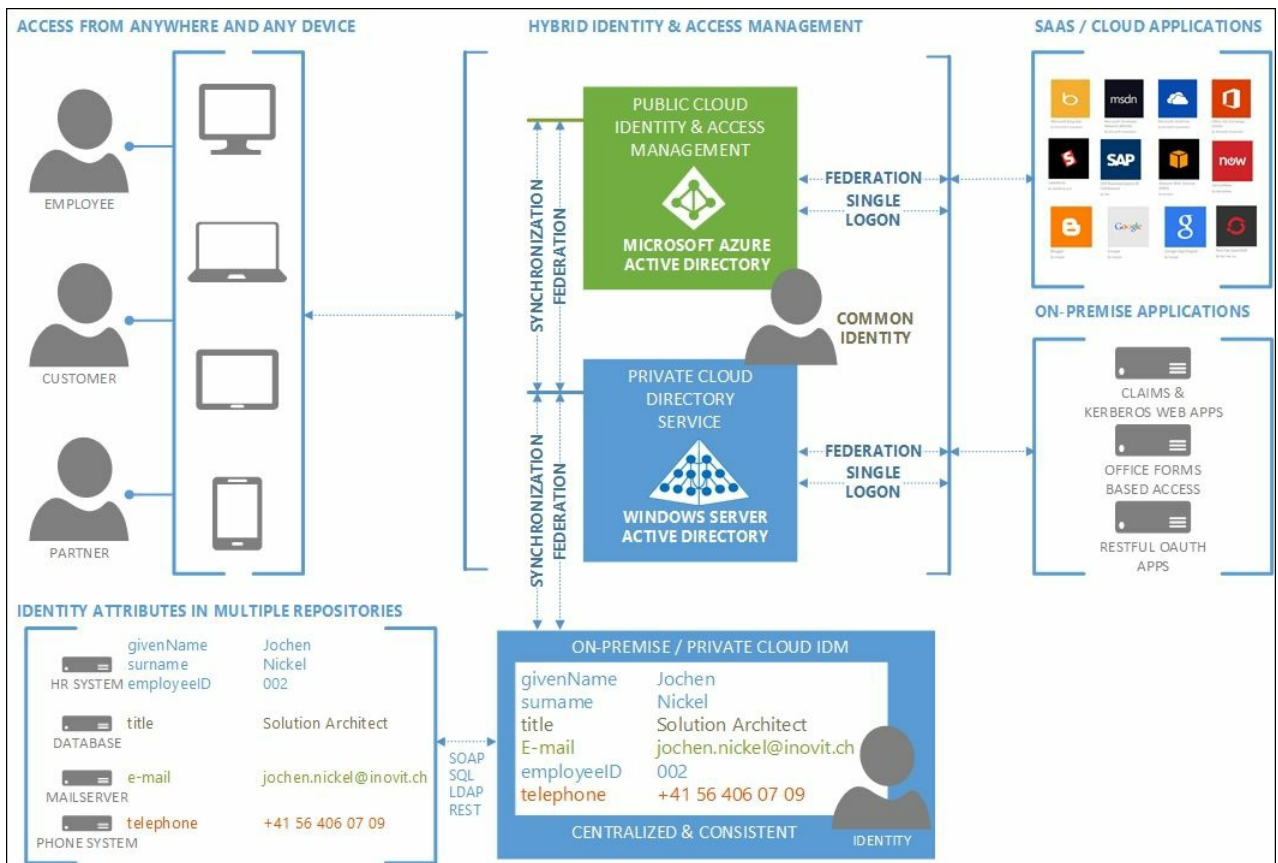 ACCESS FROM ANYWHERE AND ANY DEVICE
EMPLOYEE
CUSTOMER
PARTNER
HYBRID IDENTITY & ACCESS MANAGEMENT
PUBLIC CLOUD
IDENTITY & ACCESS
MANAGEMENT
MICROSOFT AZURE
ACTIVE DIRECTORY
SYNCHRONIZATION
FEDERATION
FEDERATION
SINGLE
LOGON
COMMON
IDENTITY
PRIVATE CLOUD
DIRECTORY
SERVICE
WINDOWS SERVER
ACTIVE DIRECTORY
SYNCHRONIZATION
FEDERATION
FEDERATION
SINGLE
LOGON
SAAS / CLOUD APPLICATIONS
msdn
SAP
now
Google
8
ON-PREMISE APPLICATIONS
CLAIMS &
KERBEROS WEB APPS
OFFICE FORMS
BASED ACCESS
RESTFUL OAUTH
APPS
IDENTITY ATTRIBUTES IN MULTIPLE REPOSITORIES
givenName Jochen
surname Nickel
HR SYSTEM employeeID 002
title Solution Architect
DATABASE
e-mail jochen.nickel@inovit.ch
MAILSERVER
telephone +41 56 406 07 09
PHONE SYSTEM
SOAP
SQL
LDAP
REST
ON-PREMISE / PRIVATE CLOUD IDM
givenName Jochen
surname Nickel
title Solution Architect
E-mail jochen.nickel@inovit.ch
employeeID 002
telephone +41 56 406 07 09
CENTRALIZED & CONSISTENT
IDENTITY